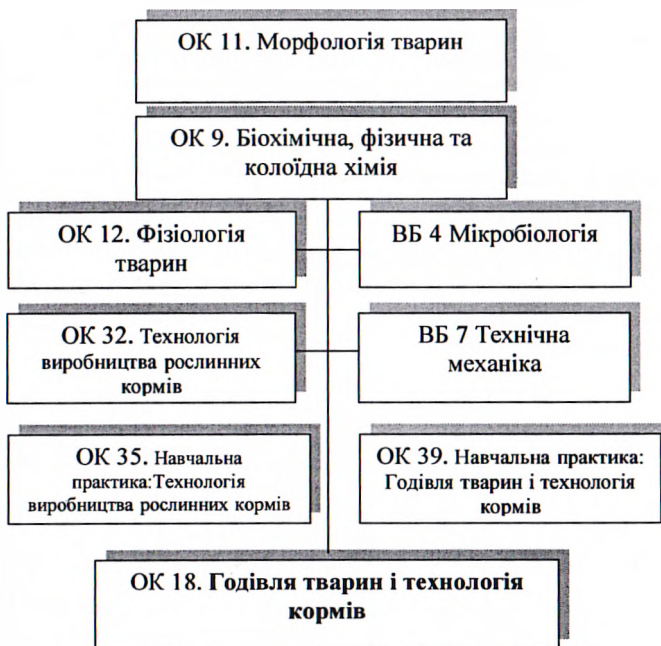 ОК 11. Морфологія тварин
ОК 9. Біохімічна, фізична та
колоїдна хімія
ОК 12. Фізіологія
тварин
ВБ 4 Мікробіологія
ОК 32. Технологія
виробництва рослинних
кормів
ВБ 7 Технічна
механіка
ОК 35. Навчальна
практика:Технологія
виробництва рослинних кормів
ОК 39. Навчальна практика:
Годівля тварин і технологія
кормів
ОК 18. Годівля тварин і технологія
кормів